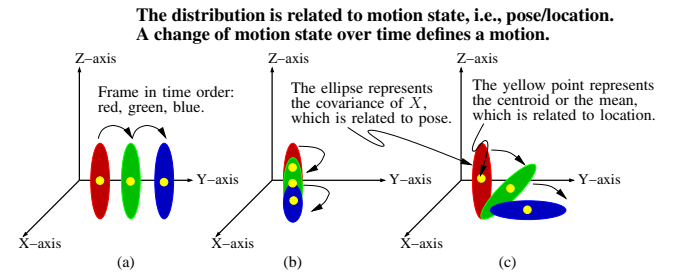 The distribution is related to motion state, i.e., pose/location.
A change of motion state over time defines a motion.
Z−axis
Frame in time order:
red, green, blue.
Y−axis
X−axis
(a)
Z−axis
The ellipse represents
the covariance of X,
which is related to pose.
Y−axis
X−axis
(b)
Z−axis
The yellow point represents
the centroid or the mean,
which is related to location.
Y−axis
X−axis
(c)